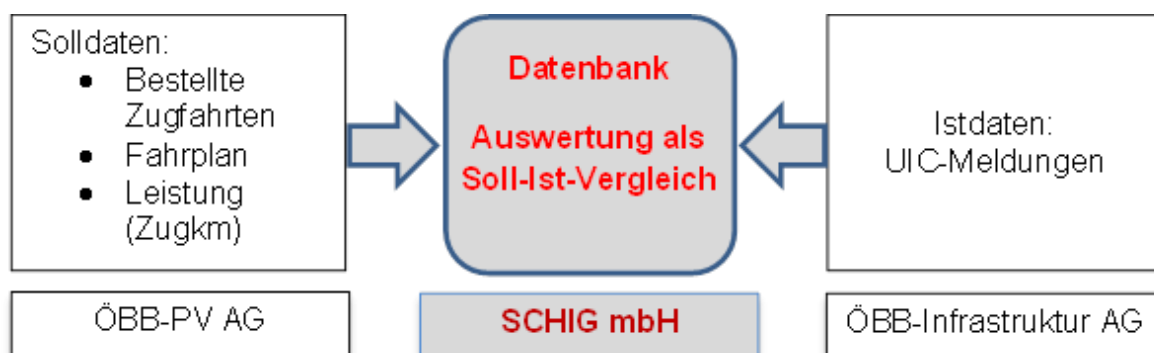 Solldaten:
● Bestellte
Zugfahrten
● Fahrplan
● Leistung
(Zugkm)
ÖBB-PV AG
Datenbank
Auswertung als
Soll-Ist-Vergleich
SCHIG mbH
Istdaten:
UIC-Meldungen
ÖBB-Infrastruktur AG